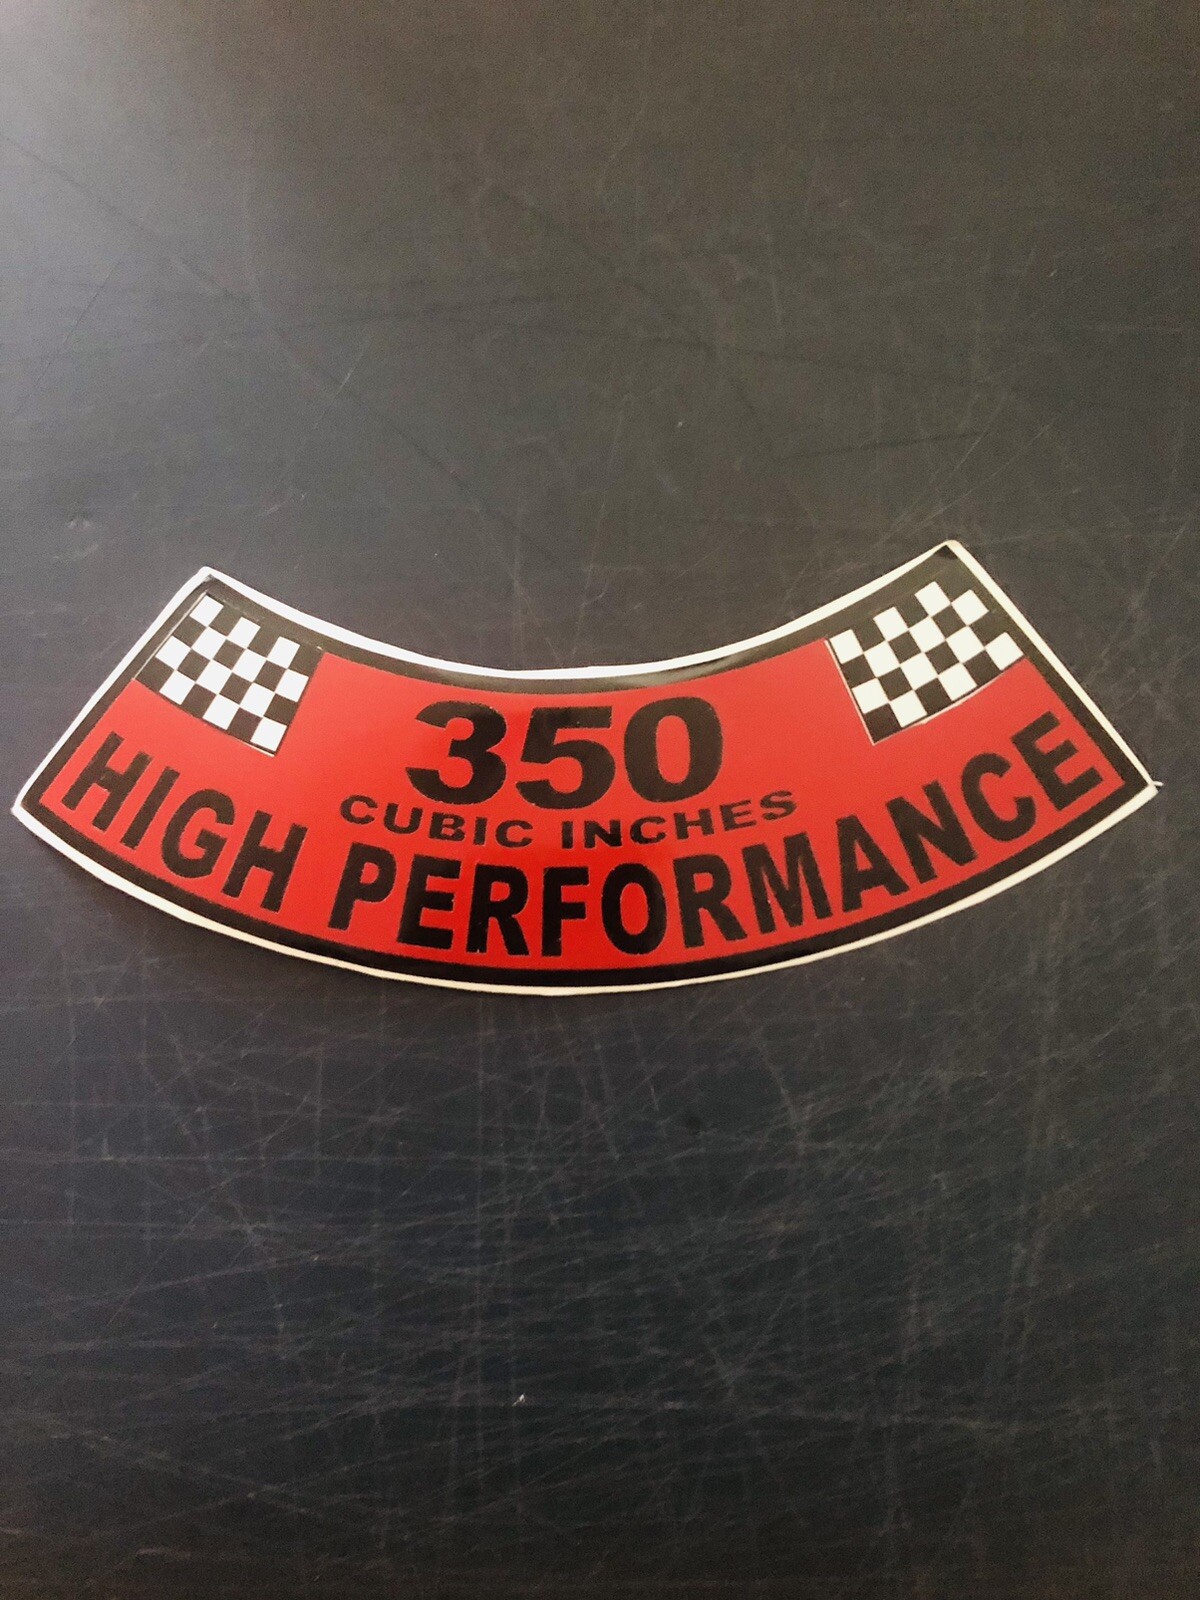 350
CUBIC INCHES
HIGH PERFORMANCE